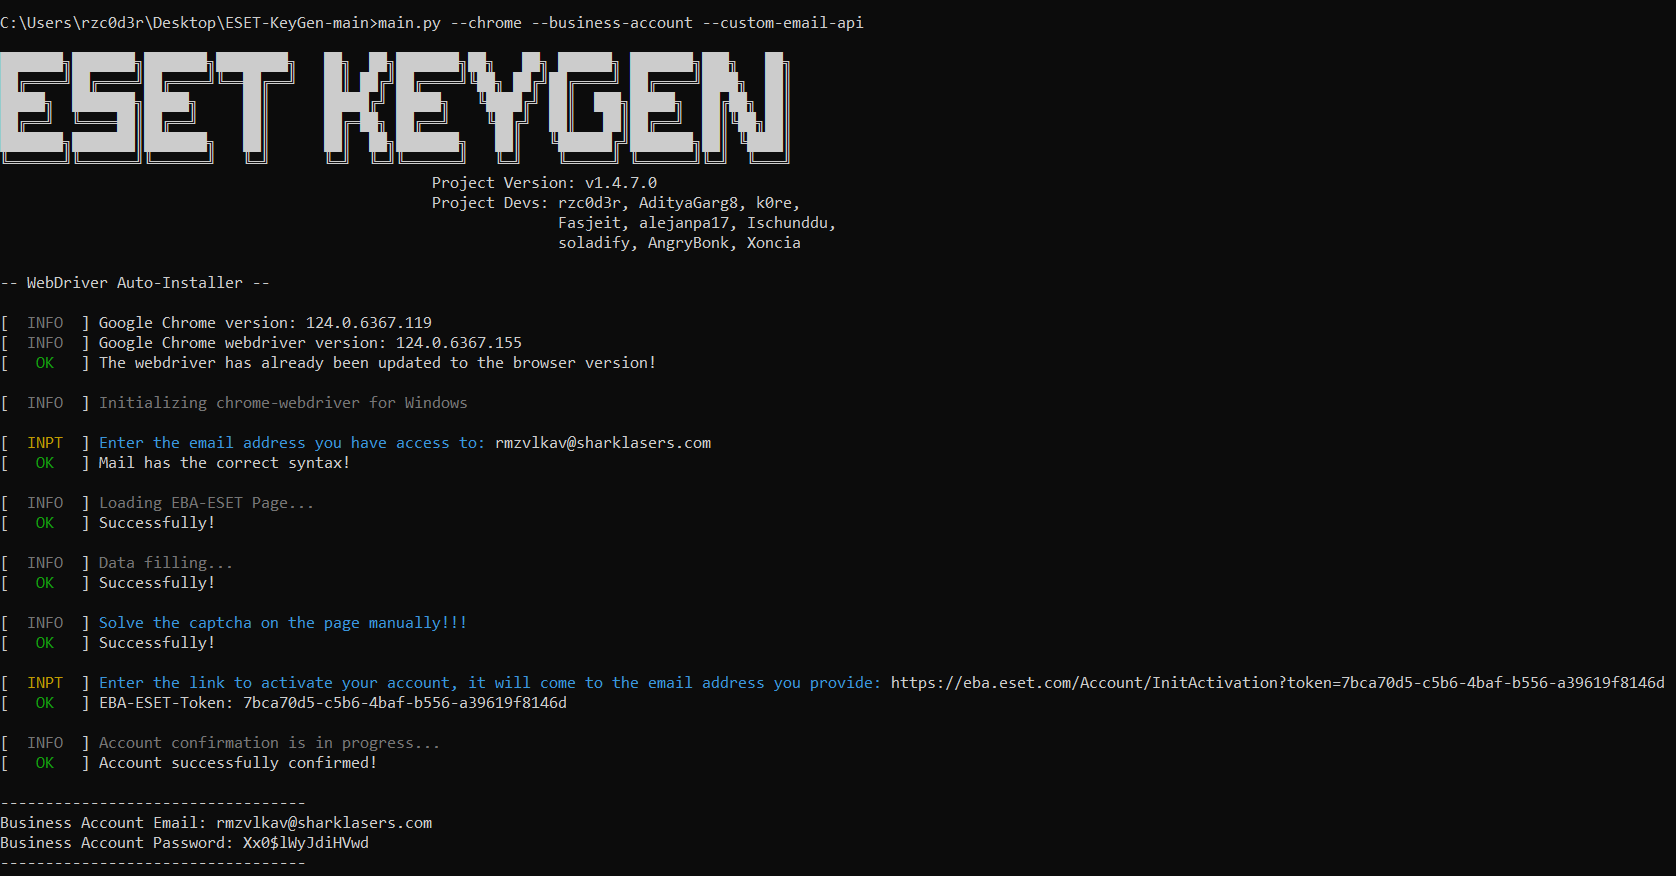 C:\Users\rzc0d3r\Desktop\ESET-KeyGen-main>main.py --chrome --business-account --custom-email-api
ESET KEYGEN
Project Version: v1.4.7.0
Project Devs: rzc0d3r, AdityaGarg8, k0re,
Fasjeit, alejanpa17, Ischunddu,
soladify, AngryBonk, Xoncia
-- WebDriver Auto-Installer --
[  INFO  ] Google Chrome version: 124.0.6367.119
[  INFO  ] Google Chrome webdriver version: 124.0.6367.155
[   OK   ] The webdriver has already been updated to the browser version!
[  INFO  ] Initializing chrome-webdriver for Windows
[  INPT  ] Enter the email address you have access to: rmzvlkav@sharklasers.com
[   OK   ] Mail has the correct syntax!
[  INFO  ] Loading EBA-ESET Page...
[   OK   ] Successfully!
[  INFO  ] Data filling...
[   OK   ] Successfully!
[  INFO  ] Solve the captcha on the page manually!!!
[   OK   ] Successfully!
[  INPT  ] Enter the link to activate your account, it will come to the email address you provide: https://eba.eset.com/Account/InitActivation?token=7bca70d5-c5b6-4baf-b556-a39619f8146d
[   OK   ] EBA-ESET-Token: 7bca70d5-c5b6-4baf-b556-a39619f8146d
[  INFO  ] Account confirmation is in progress...
[   OK   ] Account successfully confirmed!
----------------------------------
Business Account Email: rmzvlkav@sharklasers.com
Business Account Password: Xx0$lWyJdiHVwd
----------------------------------